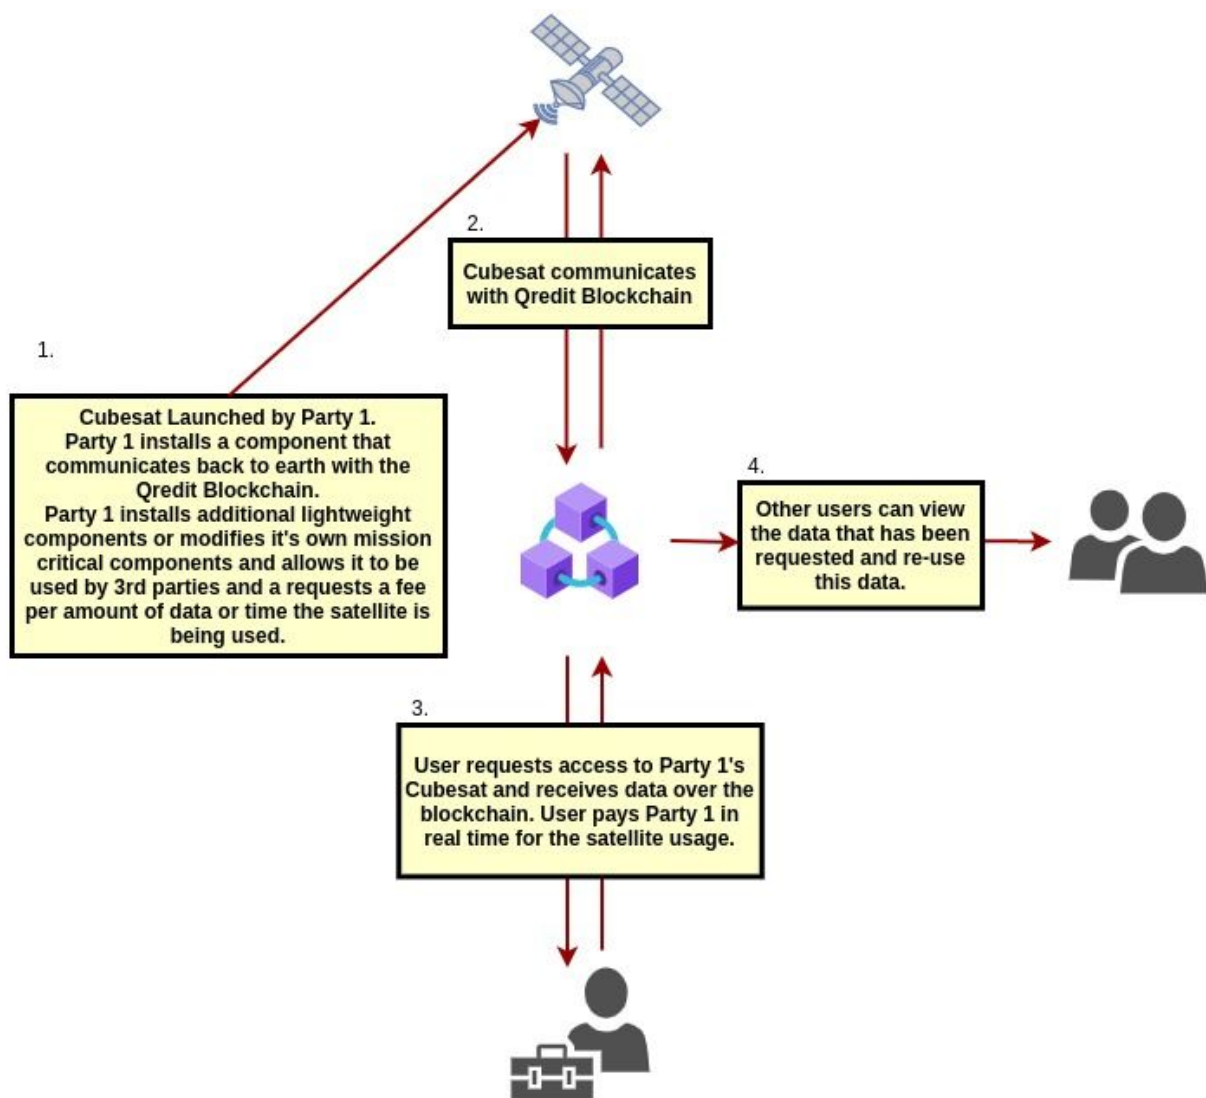 2.
Cubesat communicates
with Qredit Blockchain
1.
Cubesat Launched by Party 1.
Party 1 installs a component that
communicates back to earth with the
Qredit Blockchain.
Party 1 installs additional lightweight
components or modifies it's own mission
critical components and allows it to be
used by 3rd parties and a requests a fee
per amount of data or time the satellite is
being used.
4.
Other users can view
the data that has been
requested and re-use
this data.
3.
User requests access to Party 1's
Cubesat and receives data over the
blockchain. User pays Party 1 in
real time for the satellite usage.